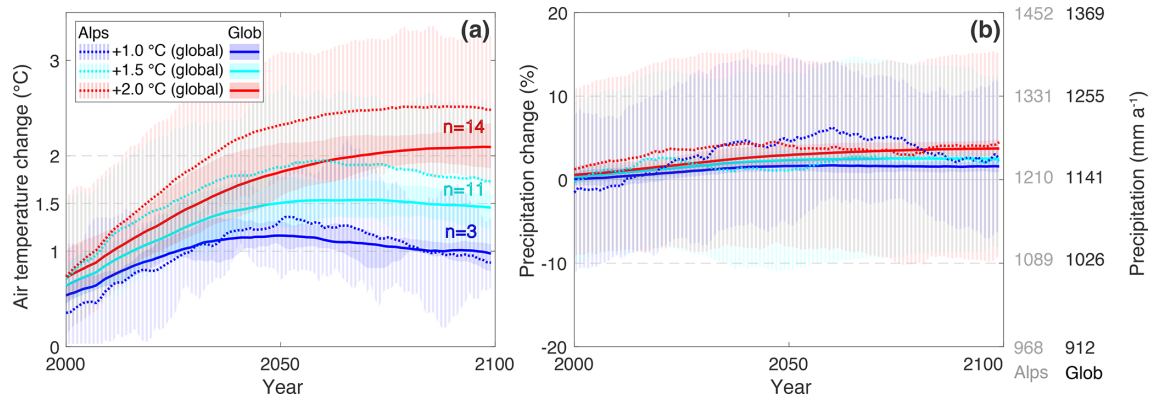 (a)
Alps Glob
+1.0 °C (global)
+1.5 °C (global)
+2.0 °C (global)
Air temperature change (°C)
3
2
1.5
1
0
n=14
n=11
n=3
2000 2050 2100
Year
(b)
Precipitation change (%)
20
10
0
-10
-20
2000 2050 2100
Year
1452 1369
1331 1255
1210 1141
1089 1026
968 912
Alps Glob
Precipitation (mm a⁻¹)